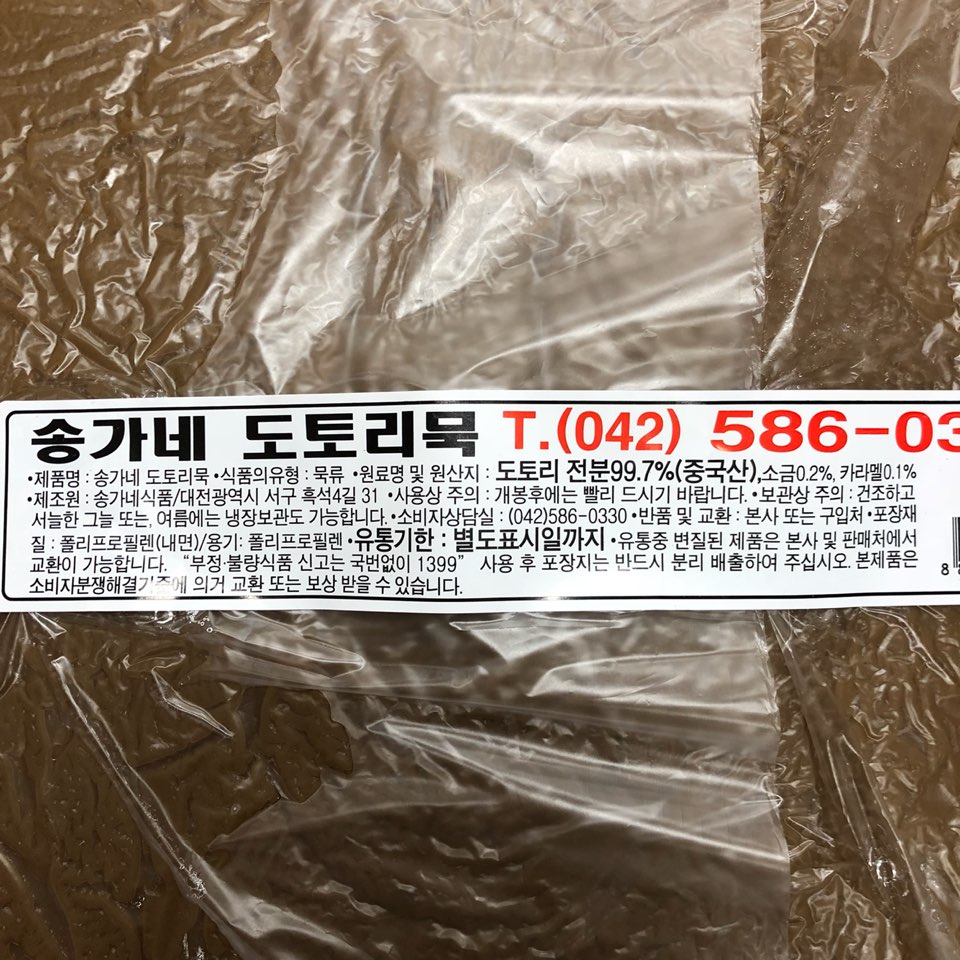 송가네 도토리묵 T.(042) 586-03
•제품명 : 송가네 도토리묵 •식품의유형 : 묵류 •원료명 및 원산지 : 도토리 전분99.7%(중국산),소금0.2%, 카라멜0.1%
•제조원 : 송가네식품/대전광역시 서구 흑석4길 31 •사용상 주의 : 개봉후에는 빨리 드시기 바랍니다. •보관상 주의 : 건조하고
서늘한 그늘 또는, 여름에는 냉장보관도 가능합니다. •소비자상담실 : (042)586-0330 •반품 및 교환 : 본사 또는 구입처 •포장재
질 : 폴리프로필렌(내면)/용기: 폴리프로필렌 •유통기한 : 별도표시일까지 •유통중 변질된 제품은 본사 및 판매처에서
교환이 가능합니다. “부정·불량식품 신고는 국번없이 1399” 사용 후 포장지는 반드시 분리 배출하여 주십시오. 본제품은
소비자분쟁해결기준에 의거 교환 또는 보상 받을 수 있습니다.
8